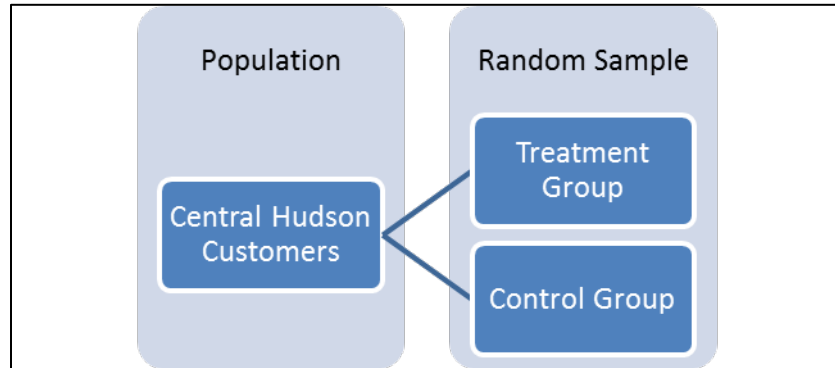 Population
Random Sample
Central Hudson
Customers
Treatment
Group
Control Group